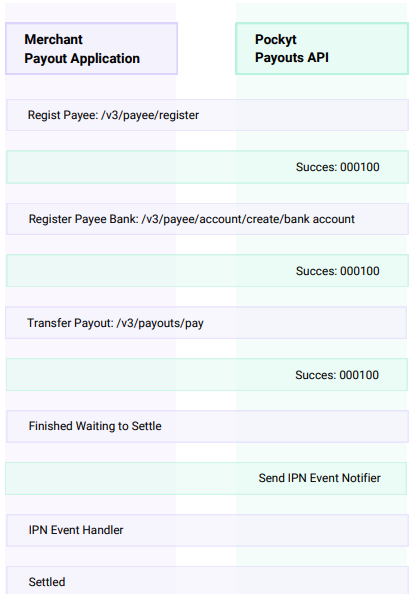 Merchant
Payout Application
Pockyt
Payouts API
Regist Payee: /v3/payee/register
Succes: 000100
Register Payee Bank: /v3/payee/account/create/bank account
Succes: 000100
Transfer Payout: /v3/payouts/pay
Succes: 000100
Finished Waiting to Settle
Send IPN Event Notifier
IPN Event Handler
Settled